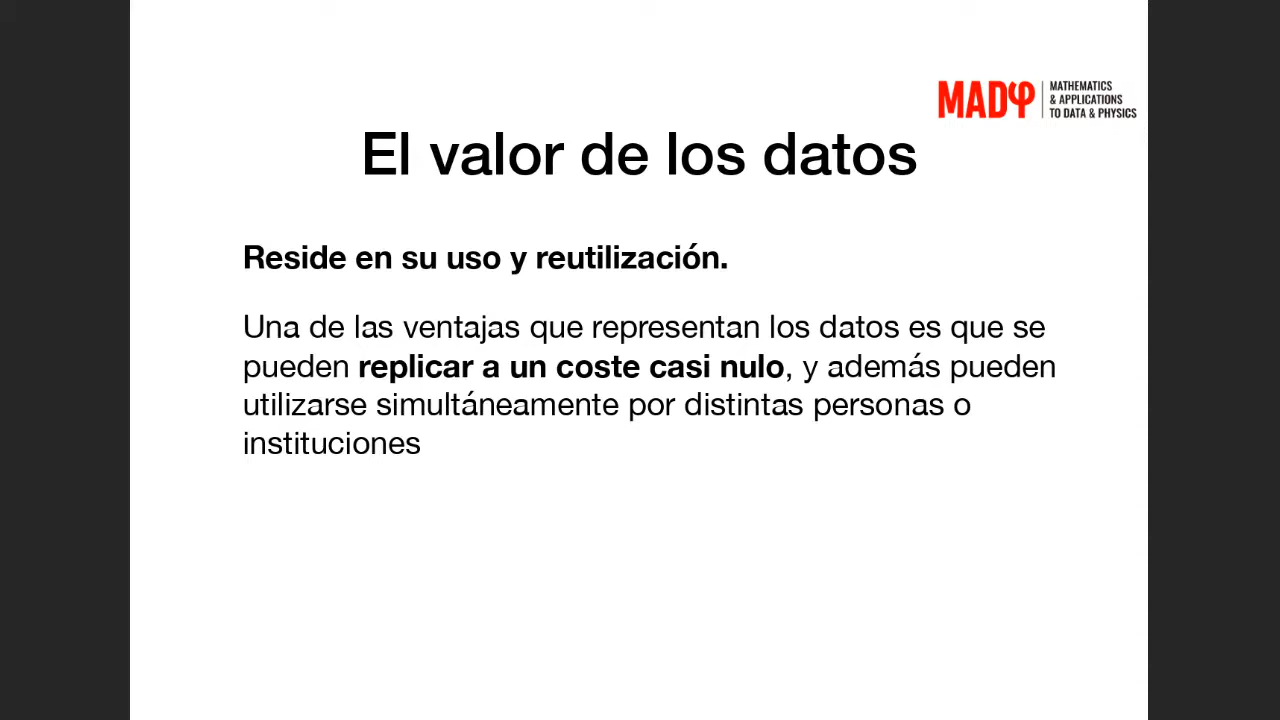 MADφ
MATHEMATICS
& APPLICATIONS
TO DATA & PHYSICS
El valor de los datos
Reside en su uso y reutilización.
Una de las ventajas que representan los datos es que se
pueden replicar a un coste casi nulo, y además pueden
utilizarse simultáneamente por distintas personas o
instituciones